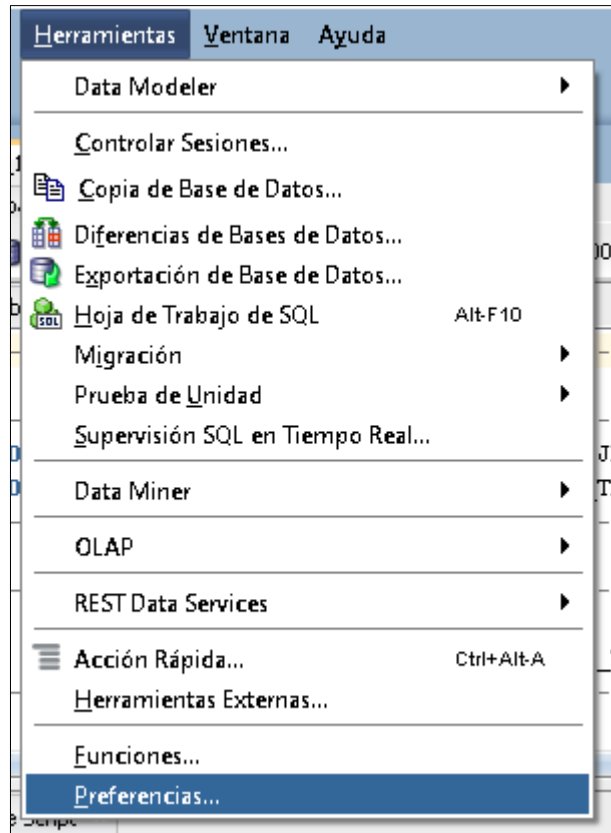 Herramientas Ventana Ayuda
Data Modeler
Controlar Sesiones...
Copia de Base de Datos...
Diferencias de Bases de Datos...
Exportación de Base de Datos...
SQL Hoja de Trabajo de SQL Alt-F10
Migración
Prueba de Unidad
Supervisión SQL en Tiempo Real...
Data Miner
OLAP
REST Data Services
Acción Rápida... Ctrl+Alt-A
Herramientas Externas...
Funciones...
Preferencias...